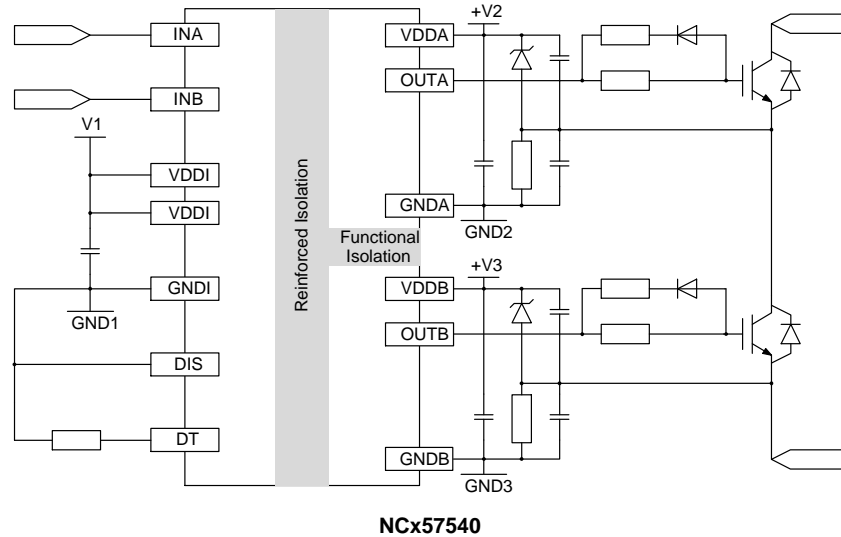 INA
INB
V1
VDDI
VDDI
GNDI
GND1
DIS
DT
Reinforced Isolation
Functional
Isolation
+V2
VDDA
OUTA
GNDA
GND2
+V3
VDDB
OUTB
GNDB
GND3
NCx57540